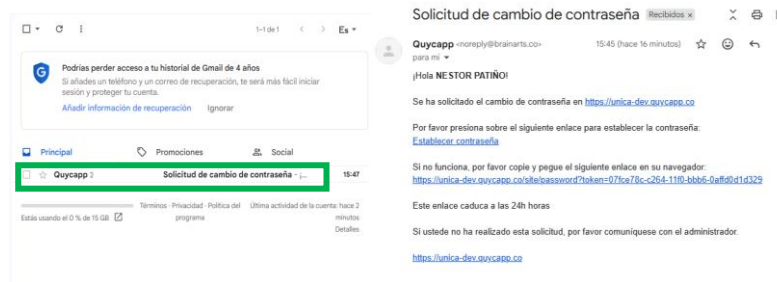 1–1 de 1
Es
Podrías perder acceso a tu historial de Gmail de 4
años
Si añades un teléfono y un correo de recuperación, te será más fácil iniciar
sesión y proteger tu cuenta.
Añadir información de recuperación Ignorar
Principal Promociones Social
Quycapp 2 Solicitud de cambio de contraseña - ¡... 15:47
Estás usando el 0 % de 15 GB
Términos · Privacidad · Política del
programa
Última actividad de la cuenta: hace 2
minutos
Detalles
Solicitud de cambio de contraseña Recibidos x
Quycapp <noreply@brainarts.co> 15:45 (hace 16 minutos)
para mí
¡Hola NESTOR PATIÑO!
Se ha solicitado el cambio de contraseña en https://unica-dev.quycapp.co
Por favor presiona sobre el siguiente enlace para establecer la contraseña:
Establecer contraseña
Si no funciona, por favor copie y pegue el siguiente enlace en su navegador:
https://unica-dev.quycapp.co/site/password?token=07fce78c-c264-11f0-bbb6-0affd0d1d329
Este enlace caduca a las 24h horas
Si ustede no ha realizado esta solicitud, por favor comuníquese con el administrador.
https://unica-dev.quycapp.co